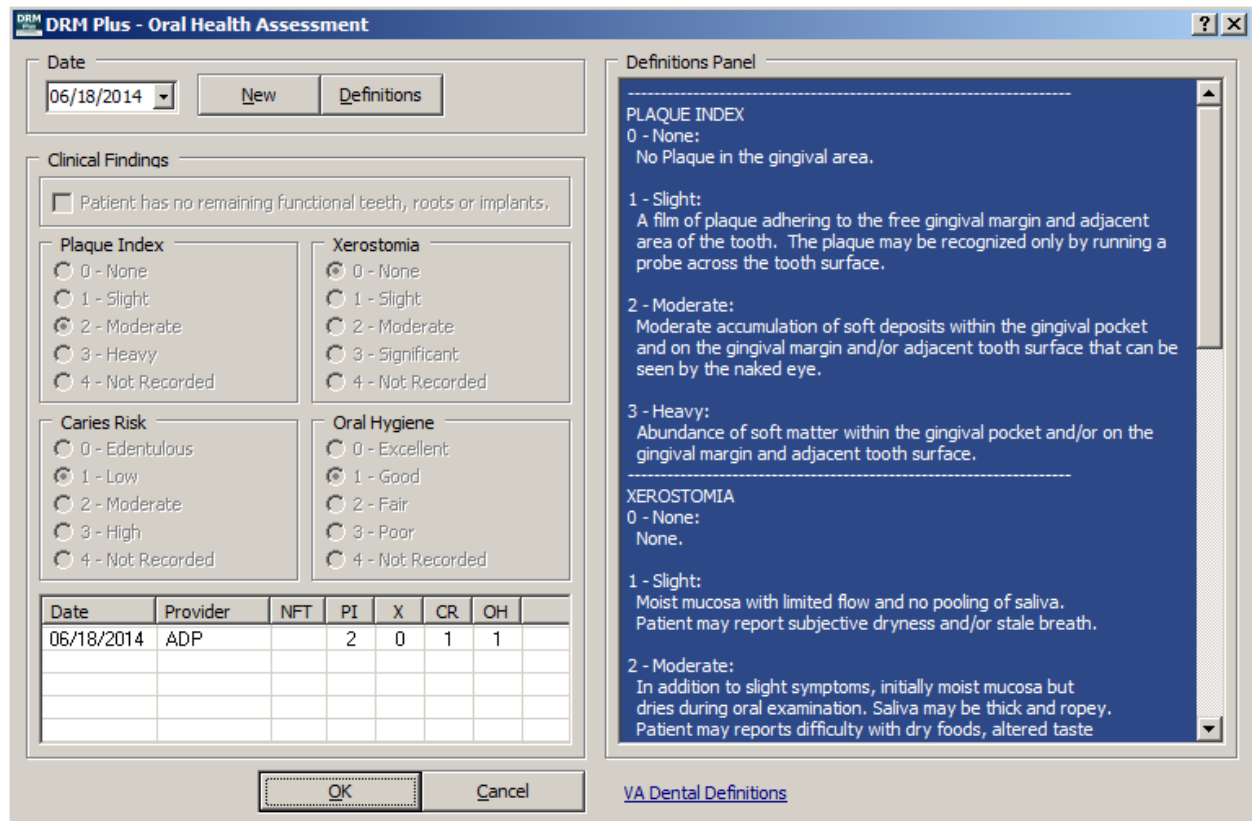 DRM Plus - Oral Health Assessment
Date
06/18/2014 New Definitions
Clinical Findings
Patient has no remaining functional teeth, roots or implants.
Plaque Index
0 - None
1 - Slight
2 - Moderate
3 - Heavy
4 - Not Recorded
Xerostomia
0 - None
1 - Slight
2 - Moderate
3 - Significant
4 - Not Recorded
Caries Risk
0 - Edentulous
1 - Low
2 - Moderate
3 - High
4 - Not Recorded
Oral Hygiene
0 - Excellent
1 - Good
2 - Fair
3 - Poor
4 - Not Recorded
Date Provider NFT PI X CR OH
06/18/2014 ADP 2 0 1 1
OK Cancel
Definitions Panel
PLAQUE INDEX
0 - None:
No Plaque in the gingival area.
1 - Slight:
A film of plaque adhering to the free gingival margin and adjacent
area of the tooth. The plaque may be recognized only by running a
probe across the tooth surface.
2 - Moderate:
Moderate accumulation of soft deposits within the gingival pocket
and on the gingival margin and/or adjacent tooth surface that can be
seen by the naked eye.
3 - Heavy:
Abundance of soft matter within the gingival pocket and/or on the
gingival margin and adjacent tooth surface.
XEROSTOMIA
0 - None:
None.
1 - Slight:
Moist mucosa with limited flow and no pooling of saliva.
Patient may report subjective dryness and/or stale breath.
2 - Moderate:
In addition to slight symptoms, initially moist mucosa but
dries during oral examination. Saliva may be thick and ropey.
Patient may reports difficulty with dry foods, altered taste
VA Dental Definitions